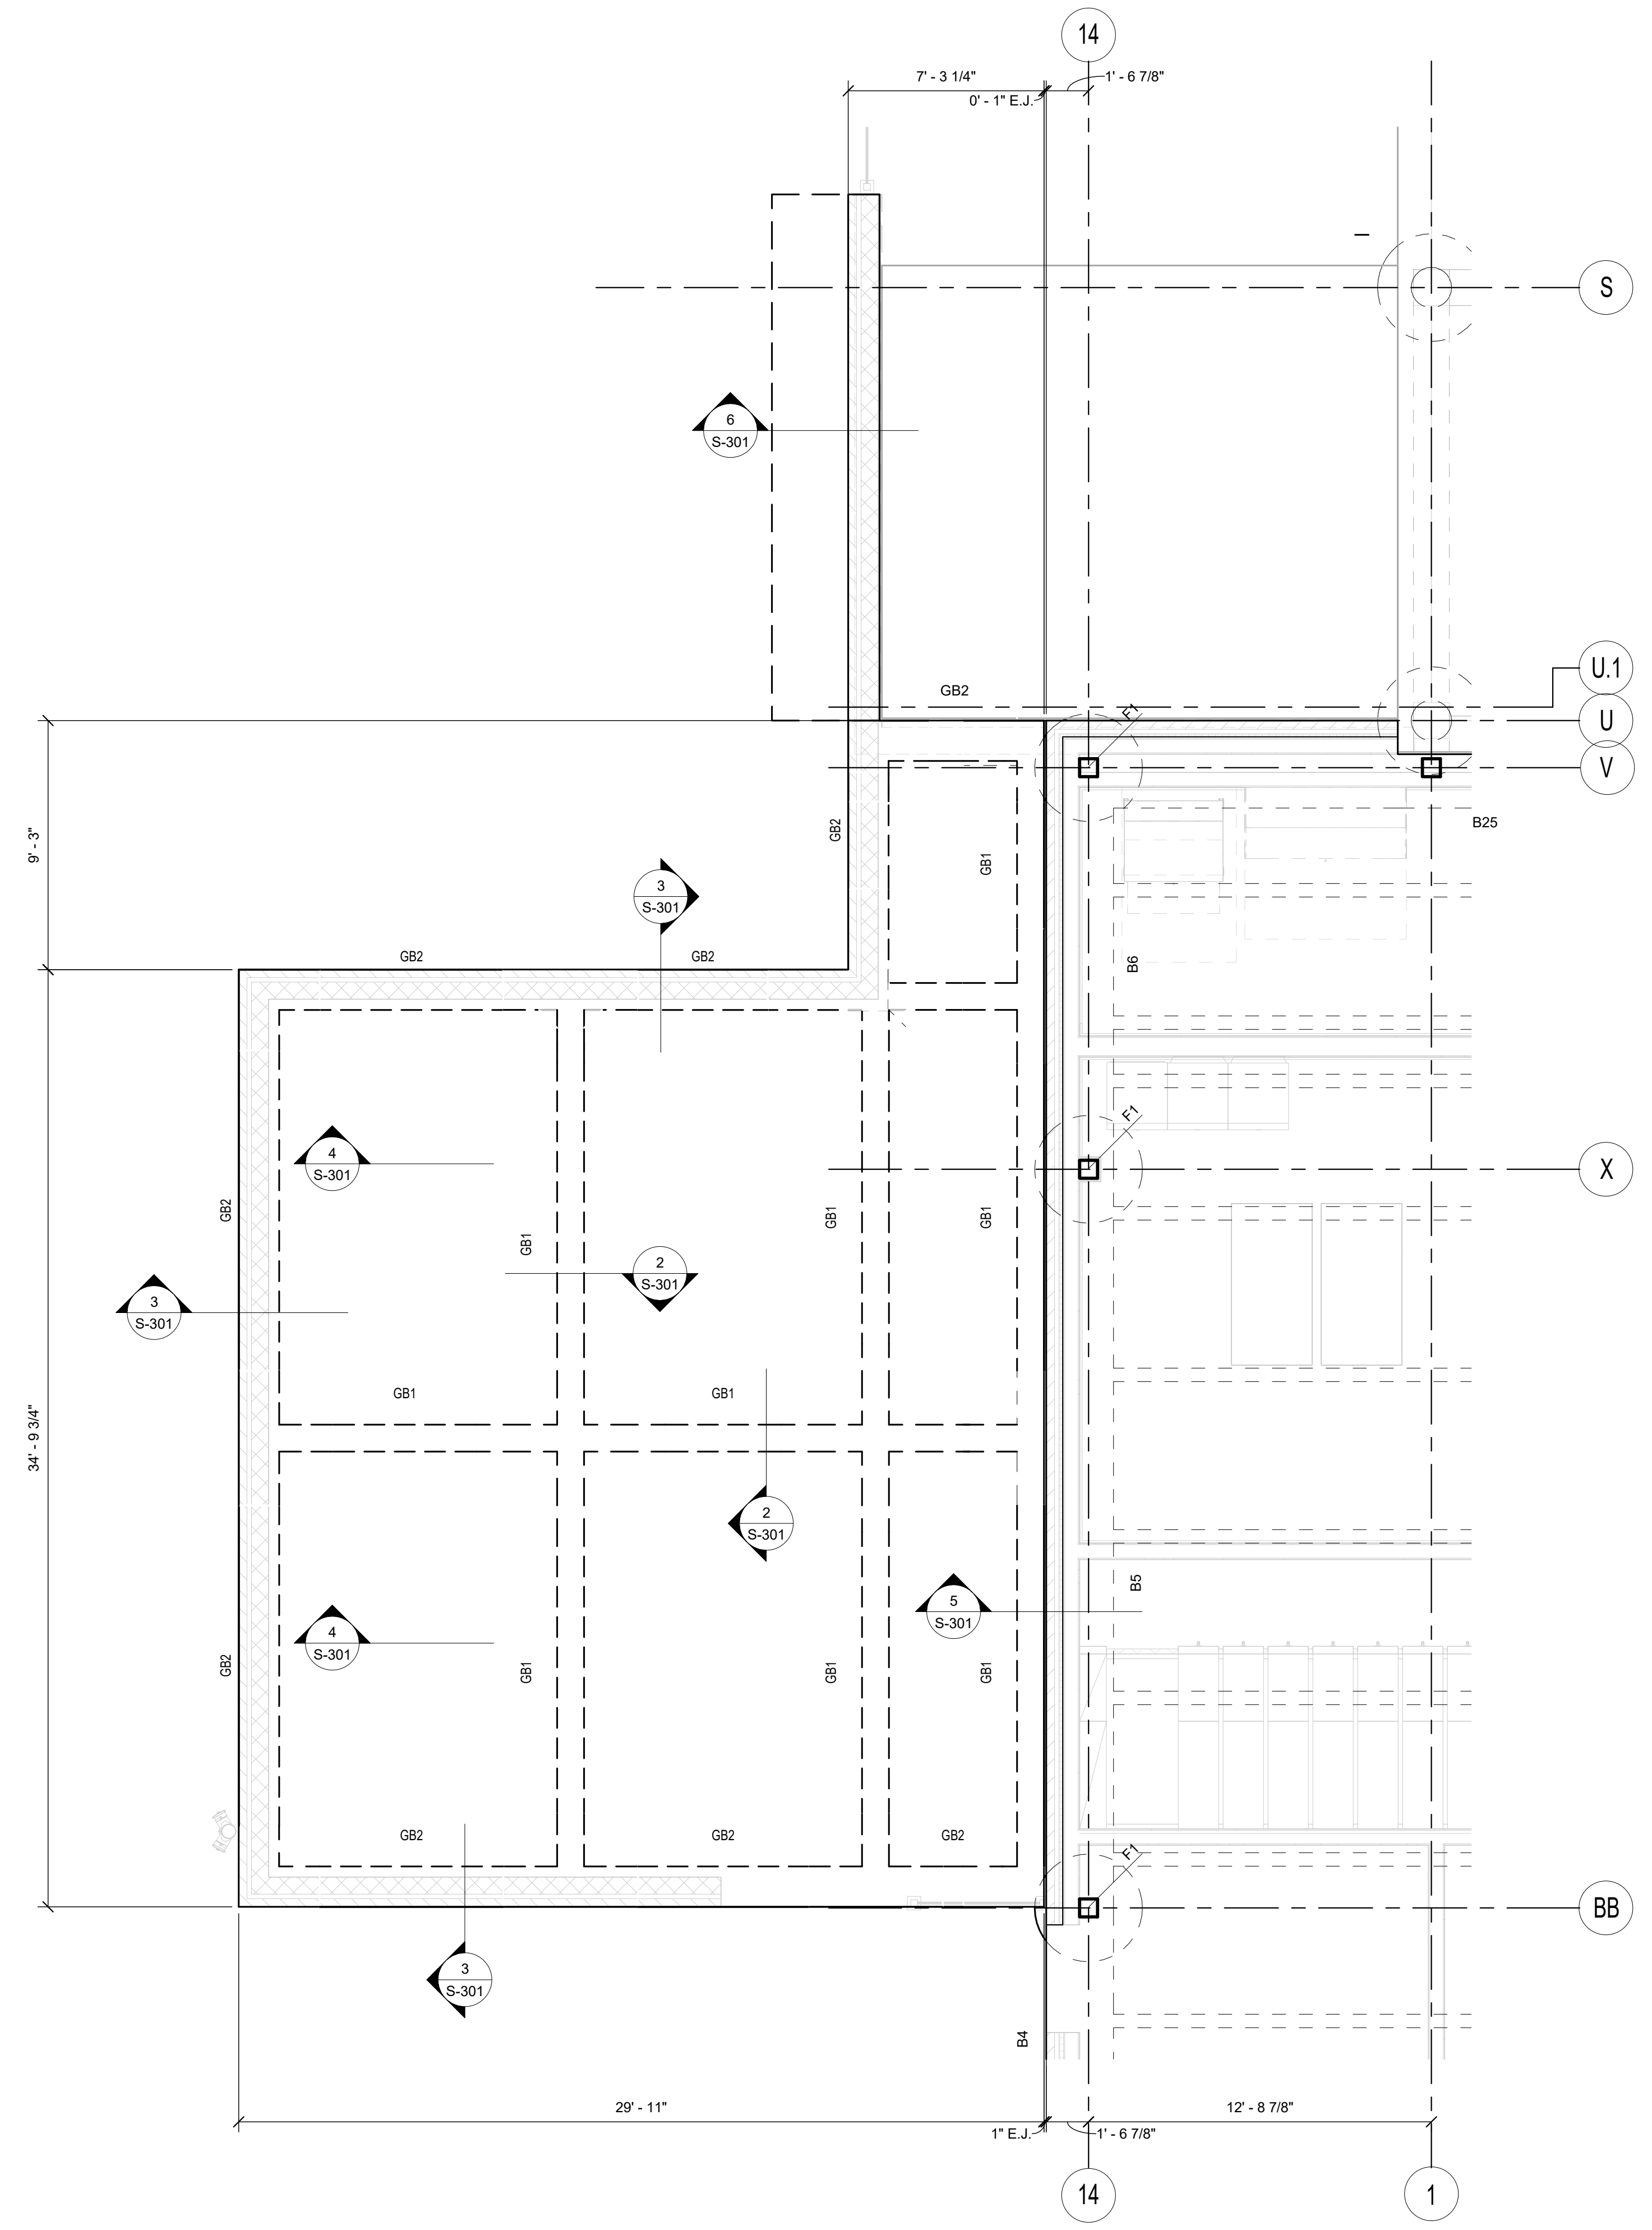 14
7' - 3 1/4"
1' - 6 7/8"
0' - 1" E.J.
S
6
S-301
U.1
GB2
F1
U
V
B25
GB2
GB1
9' - 3"
3
S-301
GB2
GB2
B6
F1
4
S-301
X
GB2
GB1
GB1
GB1
2
S-301
3
S-301
GB1
GB1
34' - 9 3/4"
2
S-301
B5
5
S-301
4
S-301
GB2
GB1
GB1
GB1
GB2
GB2
GB2
F1
BB
3
S-301
B4
29' - 11"
12' - 8 7/8"
1" E.J.
1' - 6 7/8"
14
1